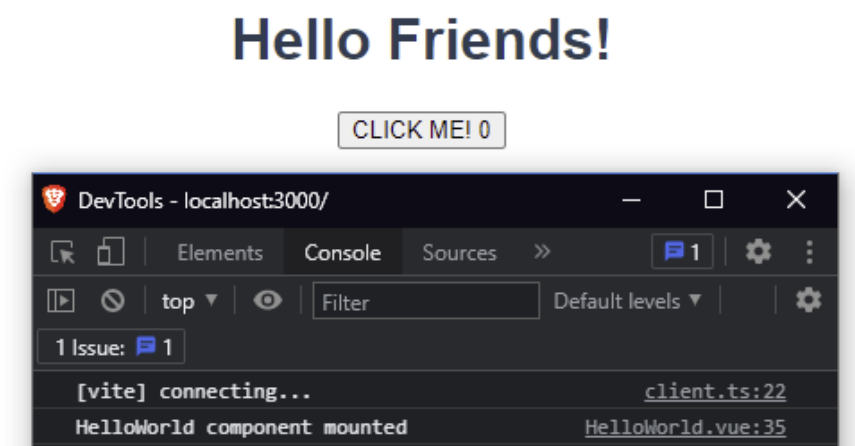 Hello Friends!
CLICK ME! 0
DevTools - localhost:3000/
Elements Console Sources 1
top Filter Default levels
1 Issue: 1
[vite] connecting... client.ts:22
HelloWorld component mounted HelloWorld.vue:35